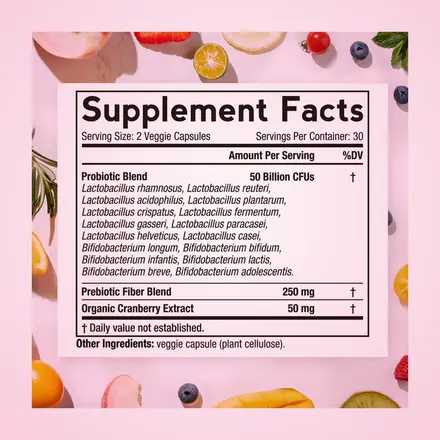 Supplement Facts
Serving Size: 2 Veggie Capsules Servings Per Container: 30
Amount Per Serving %DV
Probiotic Blend 50 Billion CFUs †
Lactobacillus rhamnosus, Lactobacillus reuteri,
Lactobacillus acidophilus, Lactobacillus plantarum,
Lactobacillus crispatus, Lactobacillus fermentum,
Lactobacillus gasseri, Lactobacillus paracasei,
Lactobacillus helveticus, Lactobacillus casei,
Bifidobacterium longum, Bifidobacterium bifidum,
Bifidobacterium infantis, Bifidobacterium lactis,
Bifidobacterium breve, Bifidobacterium adolescentis.
Prebiotic Fiber Blend 250 mg †
Organic Cranberry Extract 50 mg †
† Daily value not established.
Other Ingredients: veggie capsule (plant cellulose).